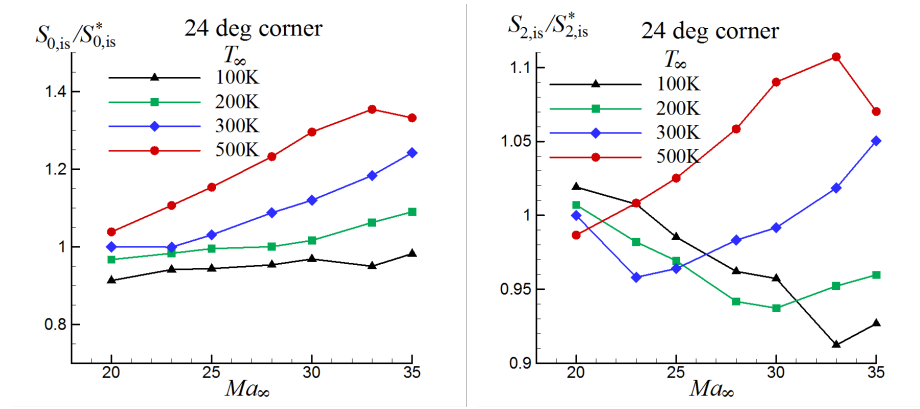 S0,is/S*0,is
24 deg corner
T∞
100K
200K
300K
500K
1.4
1.2
1
0.8
20
25
30
35
Ma∞
S2,is/S*2,is
24 deg corner
T∞
100K
200K
300K
500K
1.1
1.05
1
0.95
0.9
20
25
30
35
Ma∞